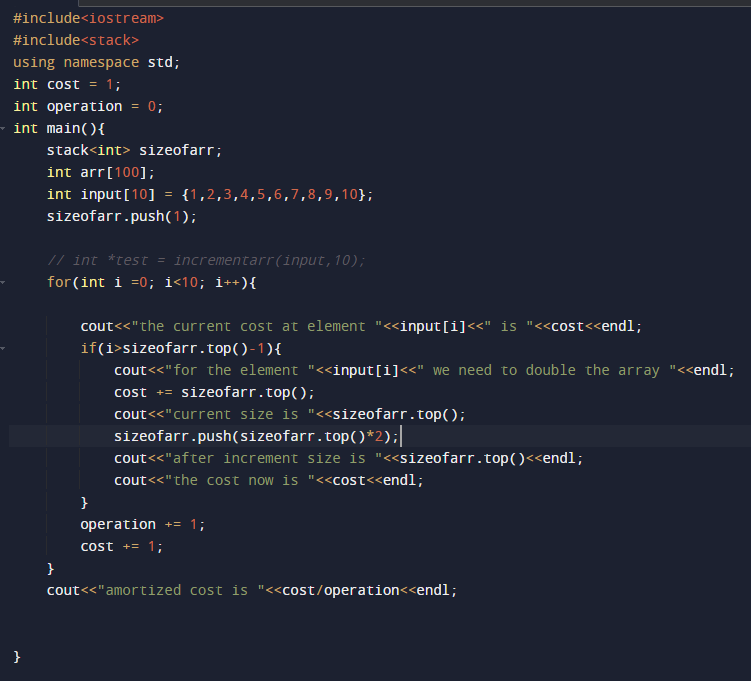 #include<iostream>
#include<stack>
using namespace std;
int cost = 1;
int operation = 0;
int main(){
    stack<int> sizeofarr;
    int arr[100];
    int input[10] = {1,2,3,4,5,6,7,8,9,10};
    sizeofarr.push(1);
    // int *test = incrementarr(input,10);
    for(int i =0; i<10; i++){
        cout<<"the current cost at element "<<input[i]<<" is "<<cost<<endl;
        if(i>sizeofarr.top()-1){
            cout<<"for the element "<<input[i]<<" we need to double the array "<<endl;
            cost += sizeofarr.top();
            cout<<"current size is "<<sizeofarr.top();
            sizeofarr.push(sizeofarr.top()*2);
            cout<<"after increment size is "<<sizeofarr.top()<<endl;
            cout<<"the cost now is "<<cost<<endl;
        }
        operation += 1;
        cost += 1;
    }
    cout<<"amortized cost is "<<cost/operation<<endl;
}